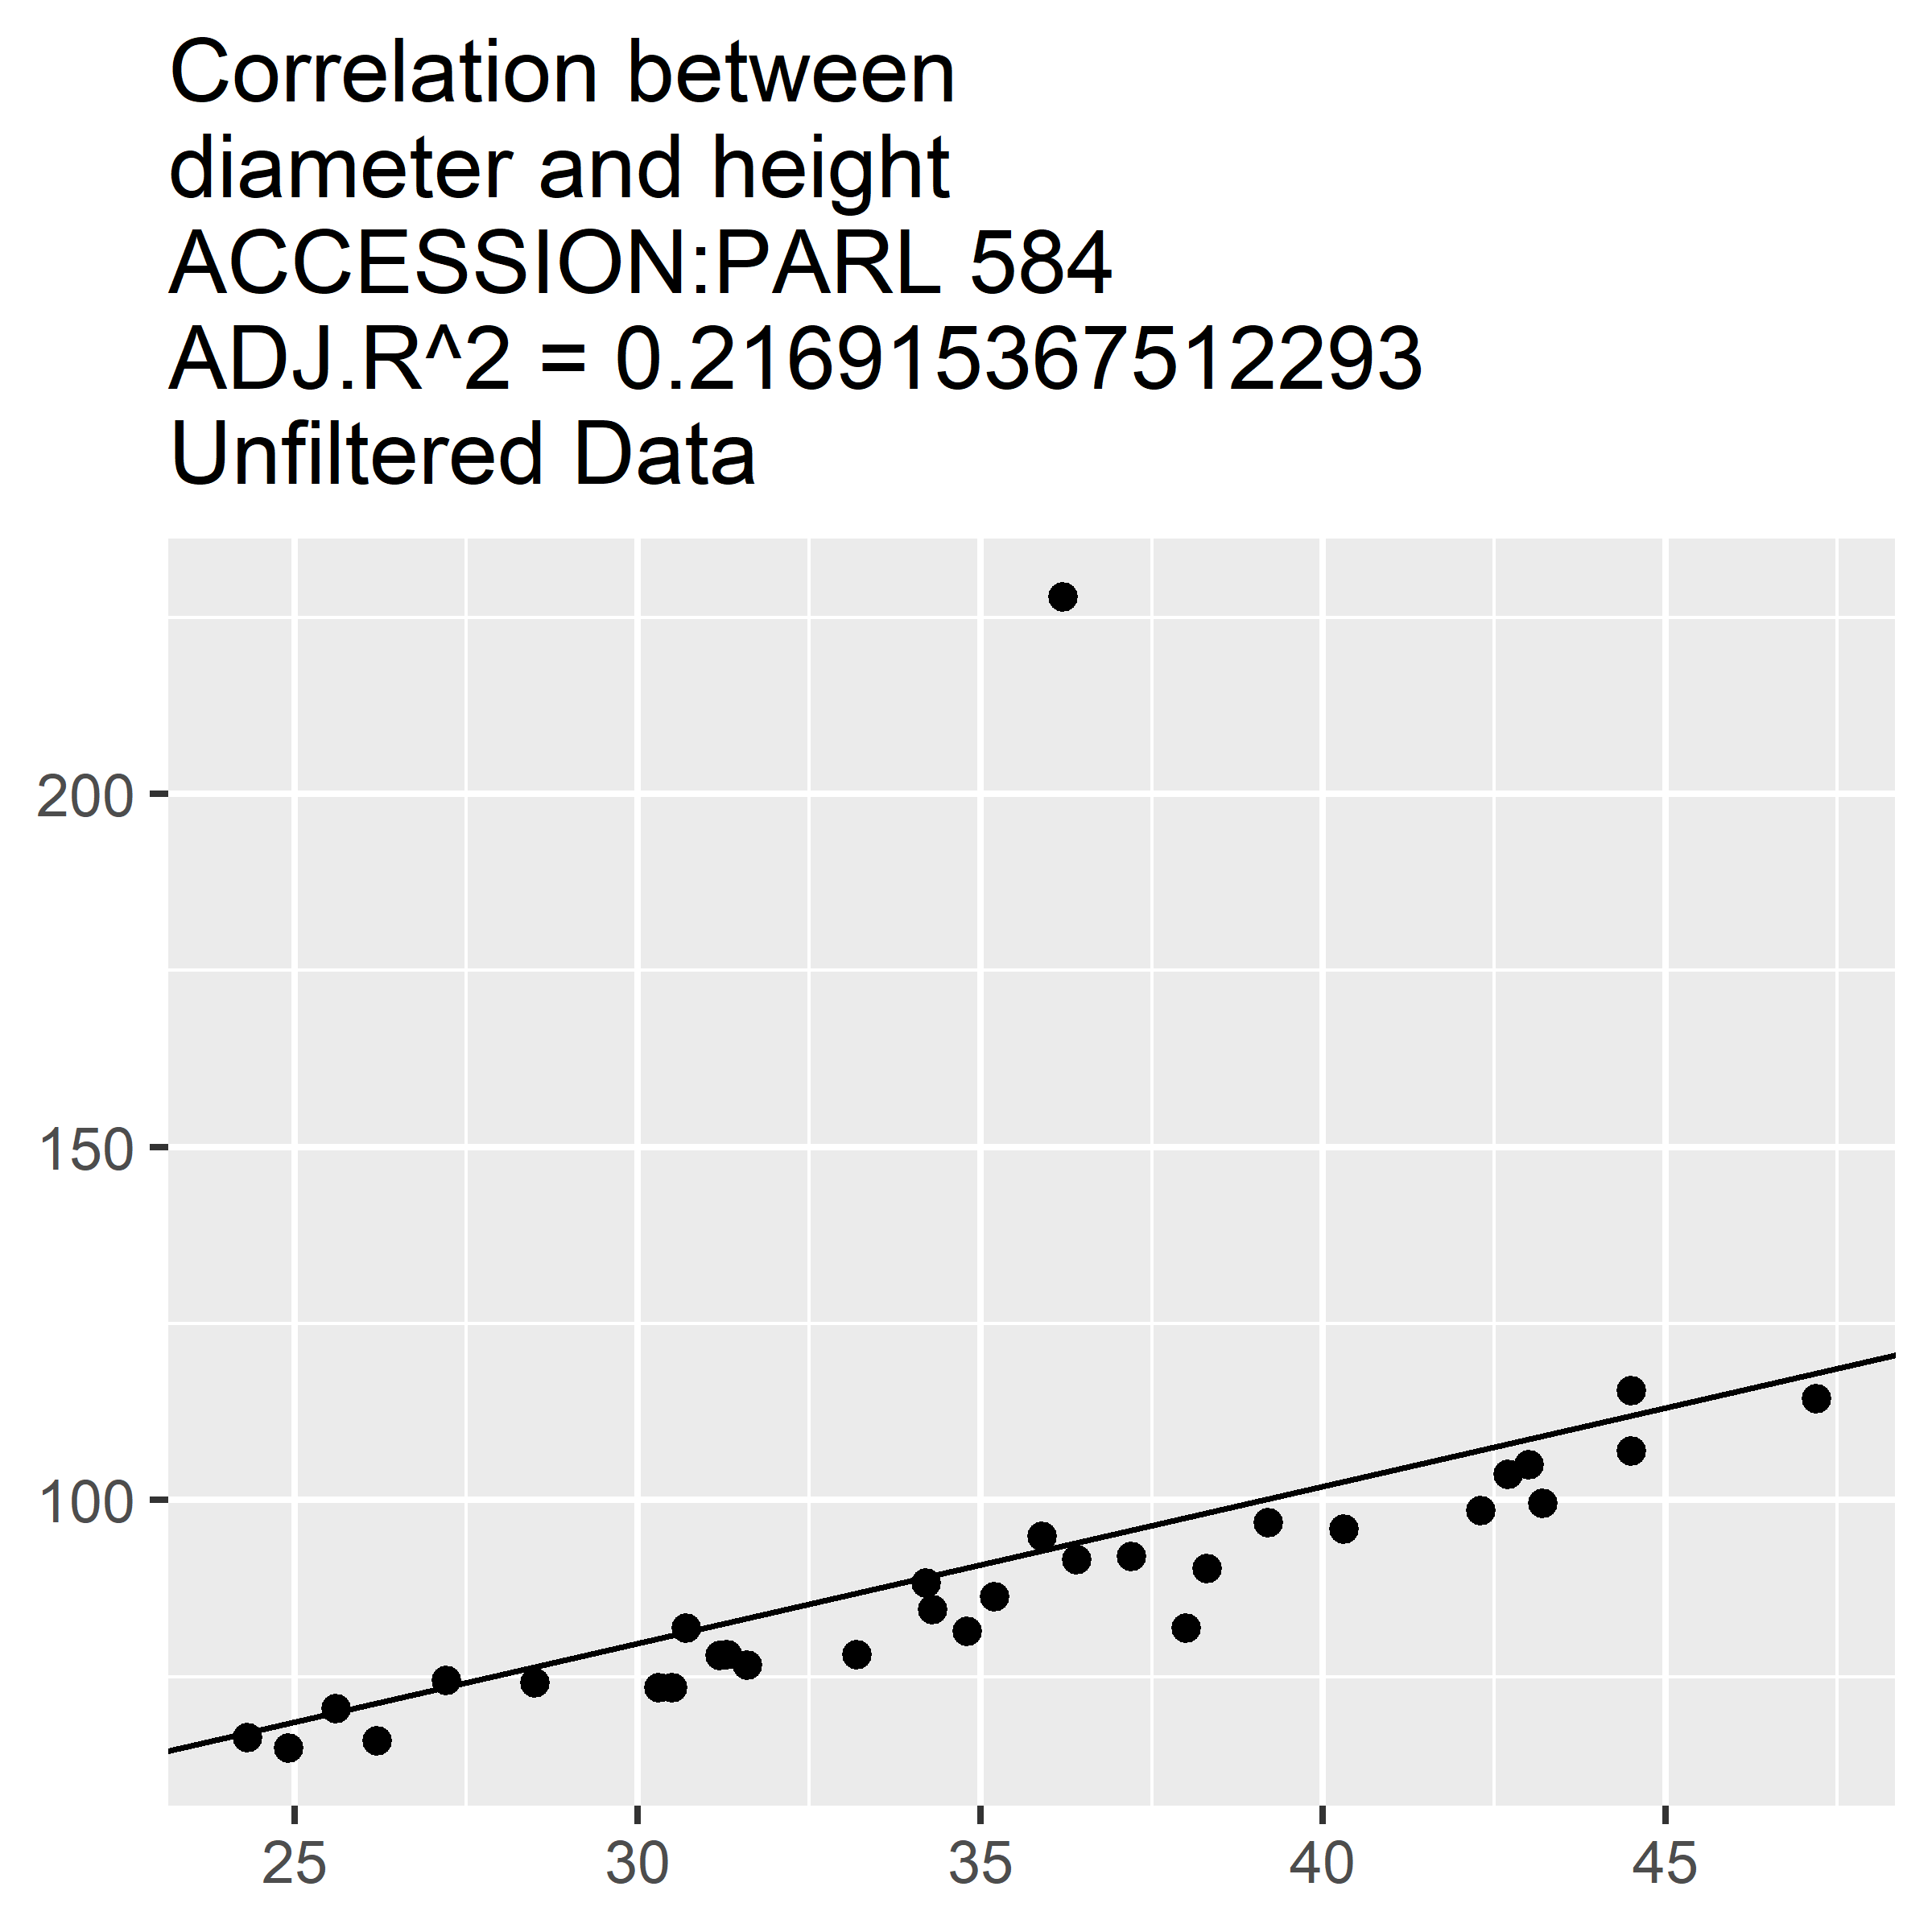 Correlation between
diameter and height
ACCESSION:PARL 584
ADJ.R^2 = 0.216915367512293
Unfiltered Data
200
150
100
25 30 35 40 45